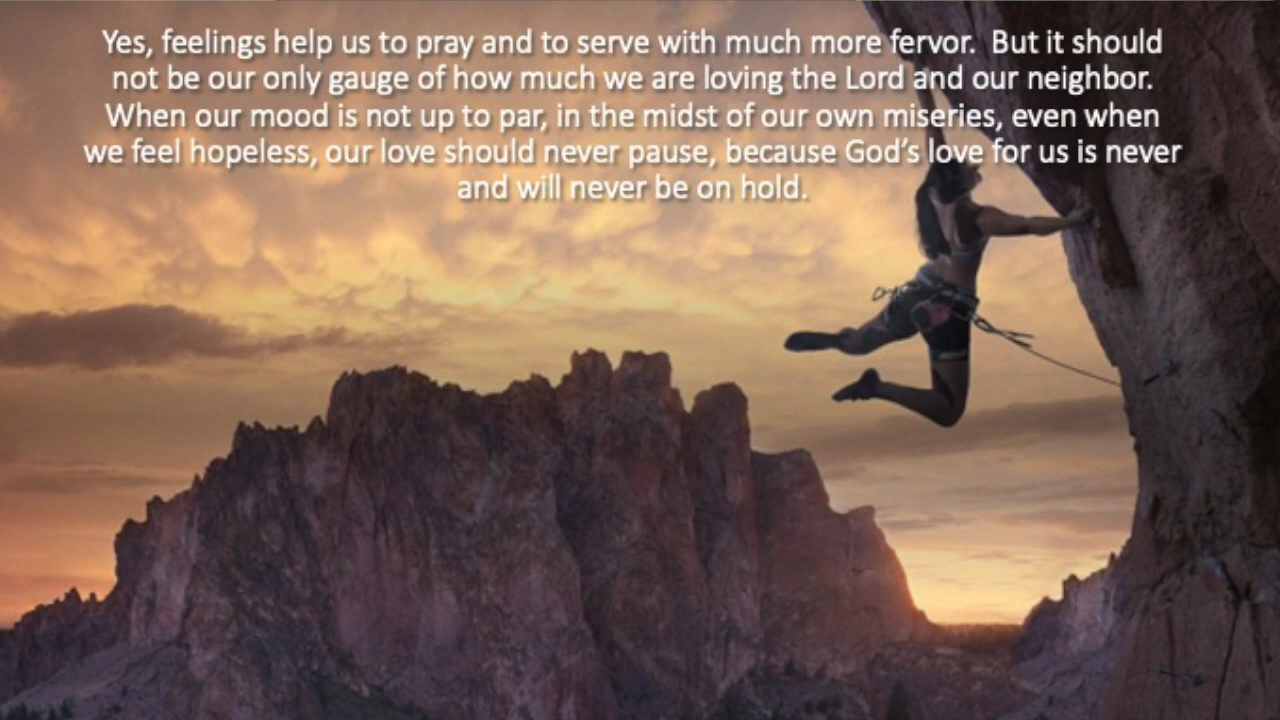 Yes, feelings help us to pray and to serve with much more fervor.  But it should
not be our only gauge of how much we are loving the Lord and our neighbor.
When our mood is not up to par, in the midst of our own miseries, even when
we feel hopeless, our love should never pause, because God’s love for us is never
and will never be on hold.